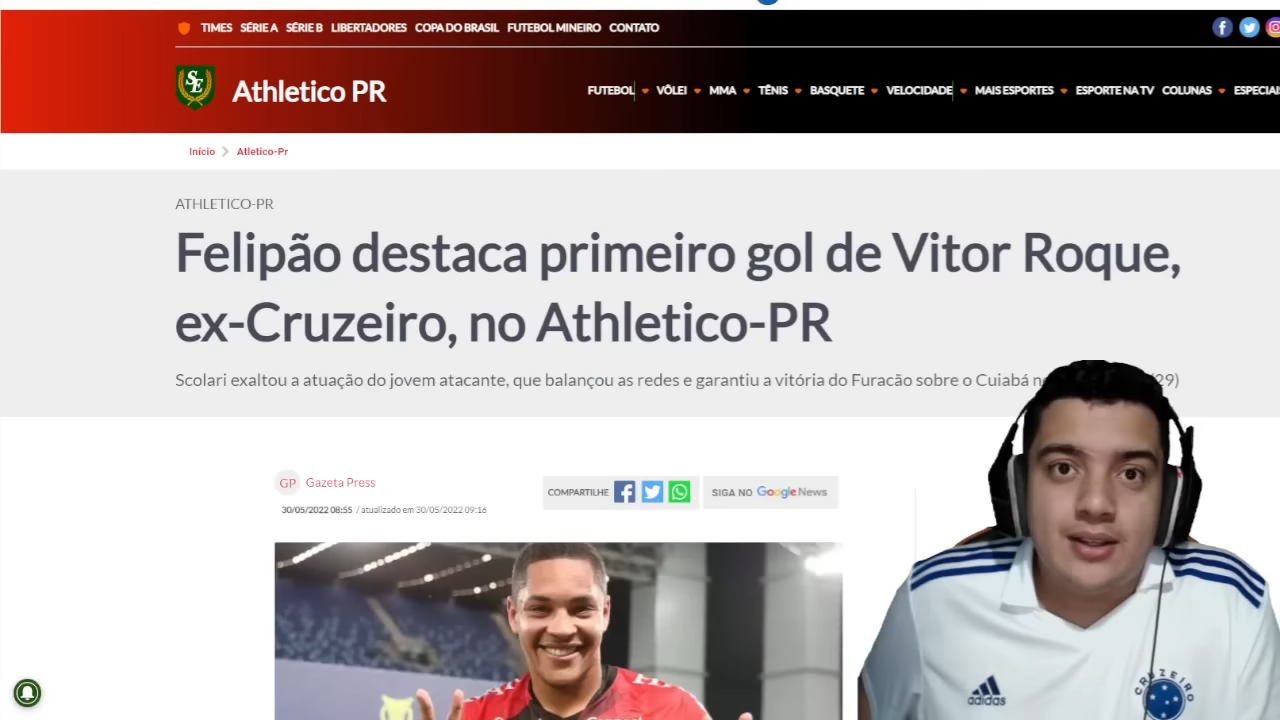 TIMES SÉRIE A SÉRIE B LIBERTADORES COPA DO BRASIL FUTEBOL MINEIRO CONTATO
SE Athletico PR
FUTEBOL VÔLEI MMA TÊNIS BASQUETE VELOCIDADE MAIS ESPORTES ESPORTE NA TV COLUNAS ESPECIAIS
Início Atletico-Pr
ATHLETICO-PR
Felipão destaca primeiro gol de Vitor Roque,
ex-Cruzeiro, no Athletico-PR
Scolari exaltou a atuação do jovem atacante, que balançou as redes e garantiu a vitória do Furacão sobre o Cuiabá 29)
GP Gazeta Press
COMPARTILHE SIGA NO Google News
30/05/2022 08:55 / atualizado em 30/05/2022 09:16
adidas
CRUZEIRO